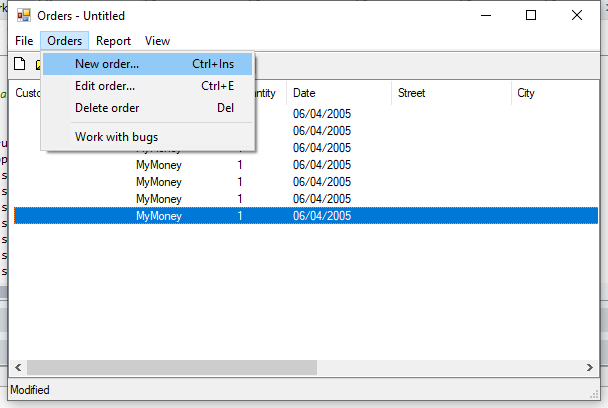 Orders - Untitled
File Orders Report View
New order... Ctrl+Ins
Edit order... Ctrl+E
Delete order Del
Work with bugs
Date Street City
06/04/2005
06/04/2005
MyMoney 1 06/04/2005
MyMoney 1 06/04/2005
MyMoney 1 06/04/2005
MyMoney 1 06/04/2005
MyMoney 1 06/04/2005
Modified